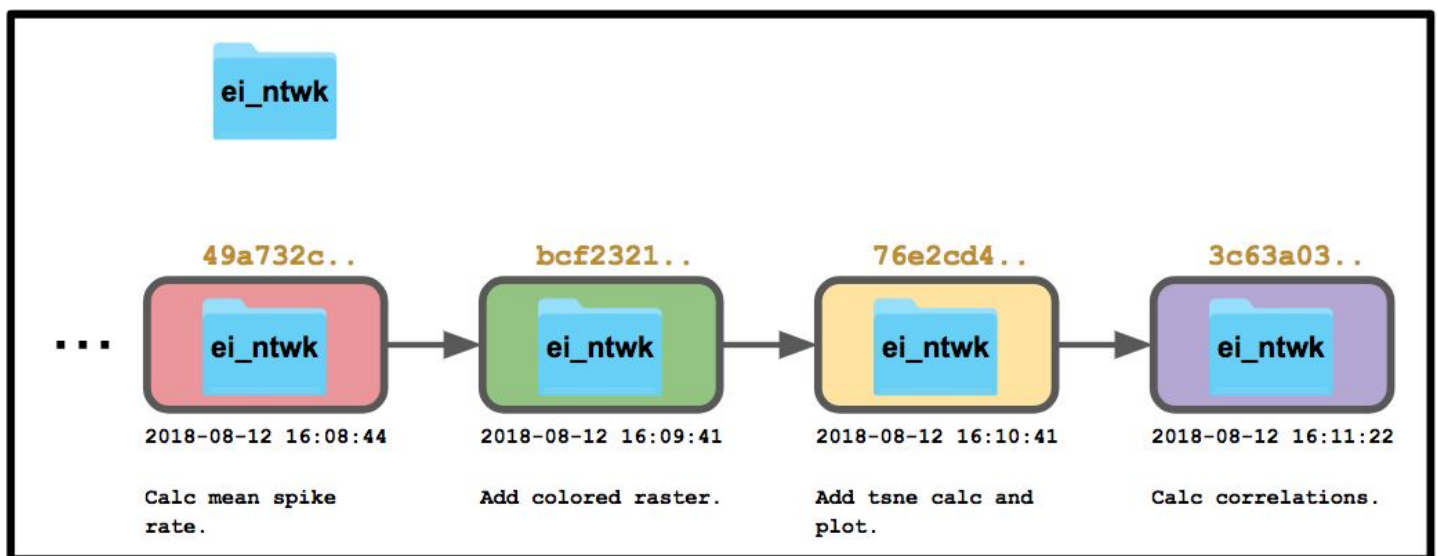 ei_ntwk
49a732c..
bcf2321..
76e2cd4..
3c63a03..
...
ei_ntwk
ei_ntwk
ei_ntwk
ei_ntwk
2018-08-12 16:08:44
2018-08-12 16:09:41
2018-08-12 16:10:41
2018-08-12 16:11:22
Calc mean spike
rate.
Add colored raster.
Add tsne calc and
plot.
Calc correlations.